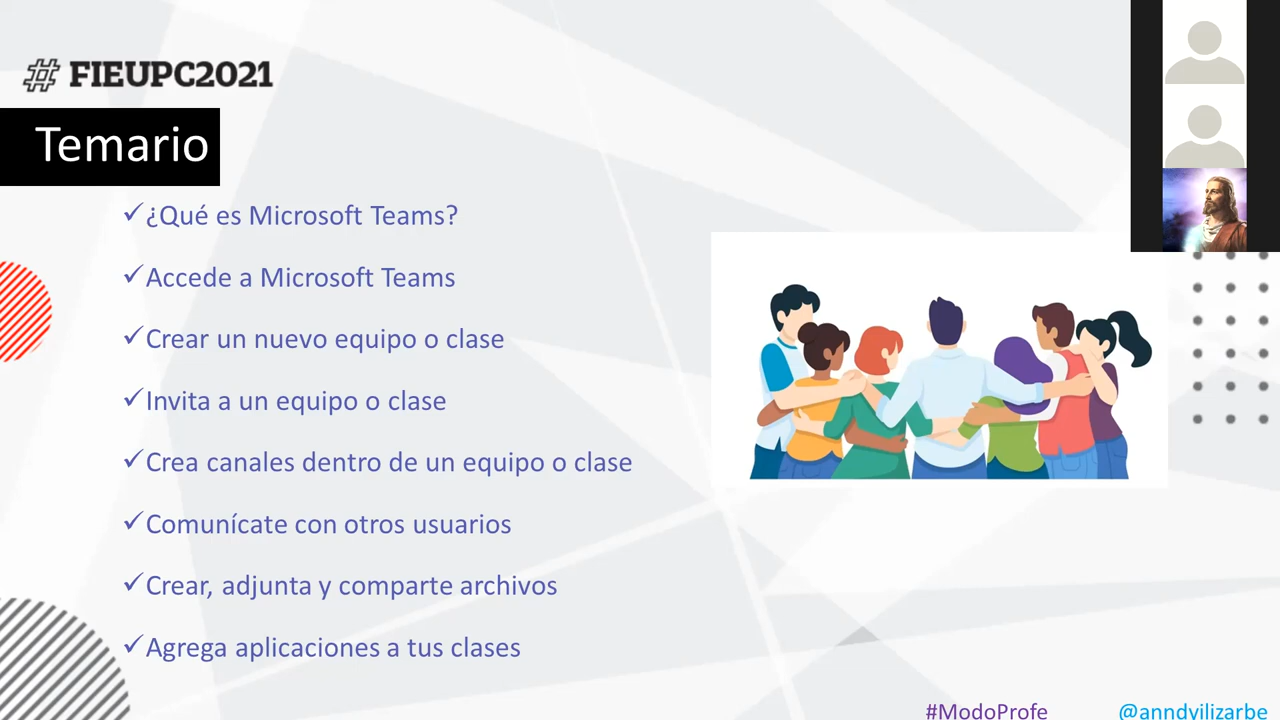 # FIEUPC2021
Temario
✓¿Qué es Microsoft Teams?
✓Accede a Microsoft Teams
✓Crear un nuevo equipo o clase
✓Invita a un equipo o clase
✓Crea canales dentro de un equipo o clase
✓Comunícate con otros usuarios
✓Crear, adjunta y comparte archivos
✓Agrega aplicaciones a tus clases
#ModoProfe @anndvilizarbe